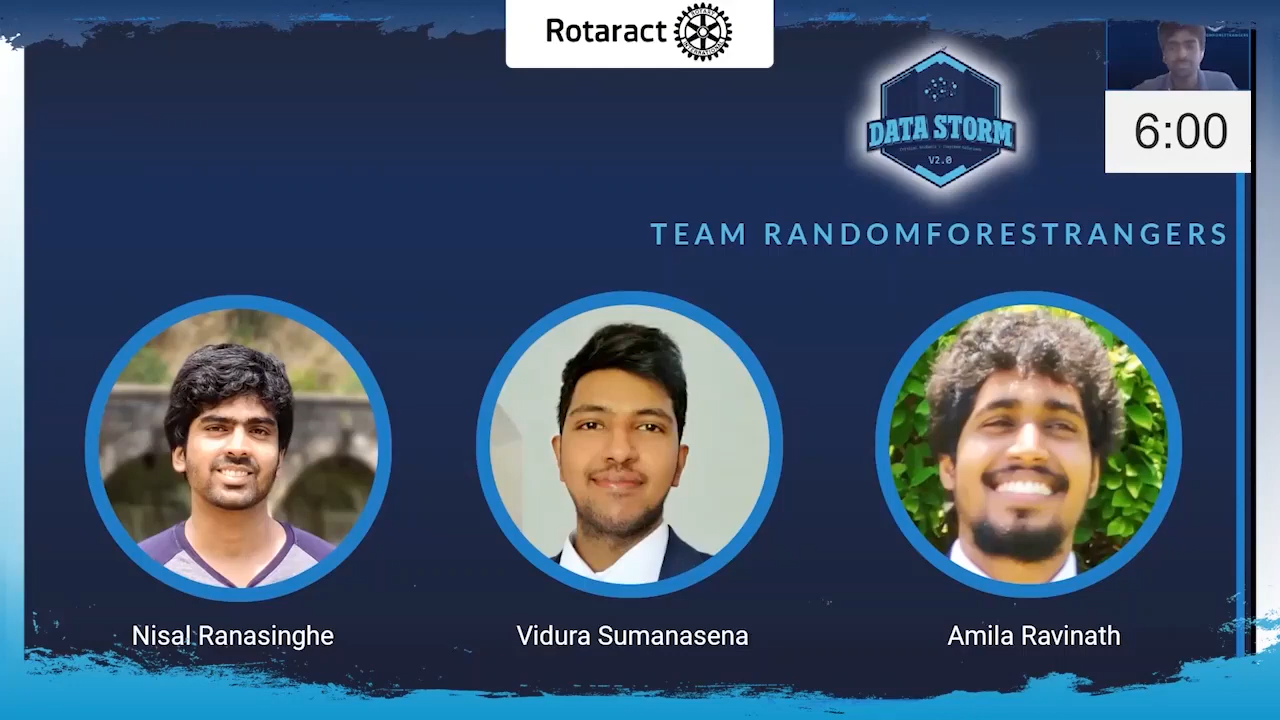 Rotaract
DATA STORM
V2.0
6:00
TEAM RANDOMFORESTRANGERS
Nisal Ranasinghe
Vidura Sumanasena
Amila Ravinath